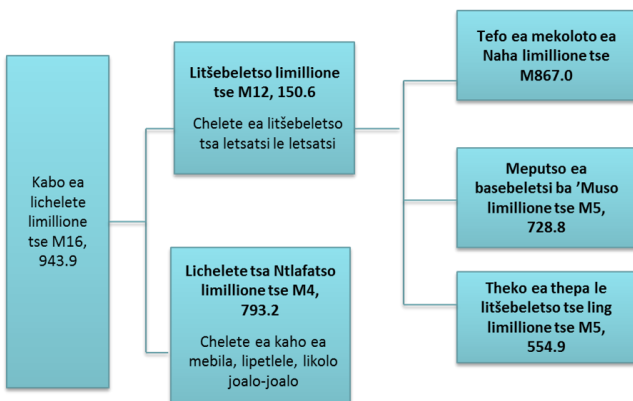 Kabo ea
lichelete
limillione
tse M16,
943.9
Litšebeletso limillione
tse M12, 150.6
Chelete ea litšebeletso
tsa letsatsi le letsatsi
Lichelete tsa Ntlafatso
limillione tse M4,
793.2
Chelete ea kaho ea
mebila, lipetlele, likolo
joalo-joalo
Tefo ea mekoloto ea
Naha limillione tse
M867.0
Meputso ea
basebeletsi ba ’Muso
limillione tse M5,
728.8
Theko ea thepa le
litšebeletso tse ling
limillione tse M5,
554.9